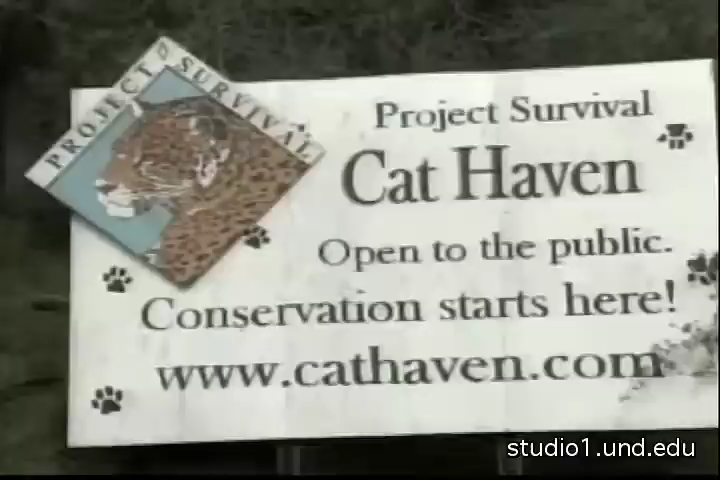 PROJECT SURVIVAL
Project Survival
Cat Haven
Open to the public.
Conservation starts here!
www.cathaven.com
studio1.und.edu